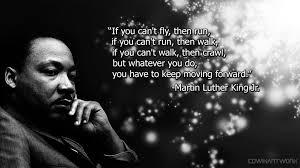 "If you can't fly, then run,
if you can't run, then walk,
if you can't walk, then crawl,
but whatever you do,
you have to keep moving forward."
-Martin Luther King Jr.